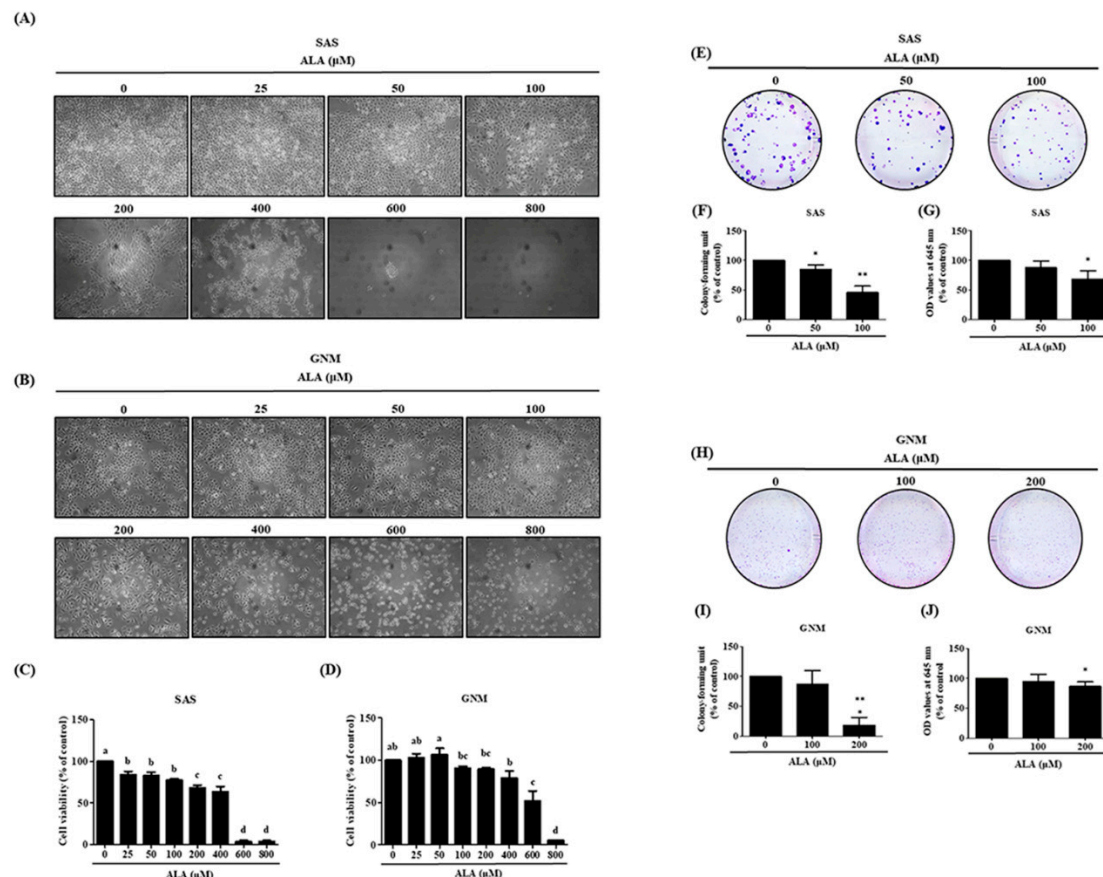 (A)
SAS
ALA (μM)
0 25 50 100
200 400 600 800
(B)
GNM
ALA (μM)
0 25 50 100
200 400 600 800
(C)
SAS
Cell viability (% of control)
150
100
50
0
a b b b c c d d
0 25 50 100 200 400 600 800
ALA (μM)
(D)
GNM
Cell viability (% of control)
150
100
50
0
ab ab a bc bc b c d
0 25 50 100 200 400 600 800
ALA (μM)
(E)
SAS
ALA (μM)
0 50 100
(F)
SAS
Colony-forming unit
(% of control)
150
100
50
0
* **
0 50 100
ALA (μM)
(G)
SAS
OD values at 645 nm
(% of control)
150
100
50
0
*
0 50 100
ALA (μM)
(H)
GNM
ALA (μM)
0 100 200
(I)
GNM
Colony-forming unit
(% of control)
150
100
50
0
**
*
0 100 200
ALA (μM)
(J)
GNM
OD values at 645 nm
(% of control
150
100
50
0
*
0 100 200
ALA (μM)